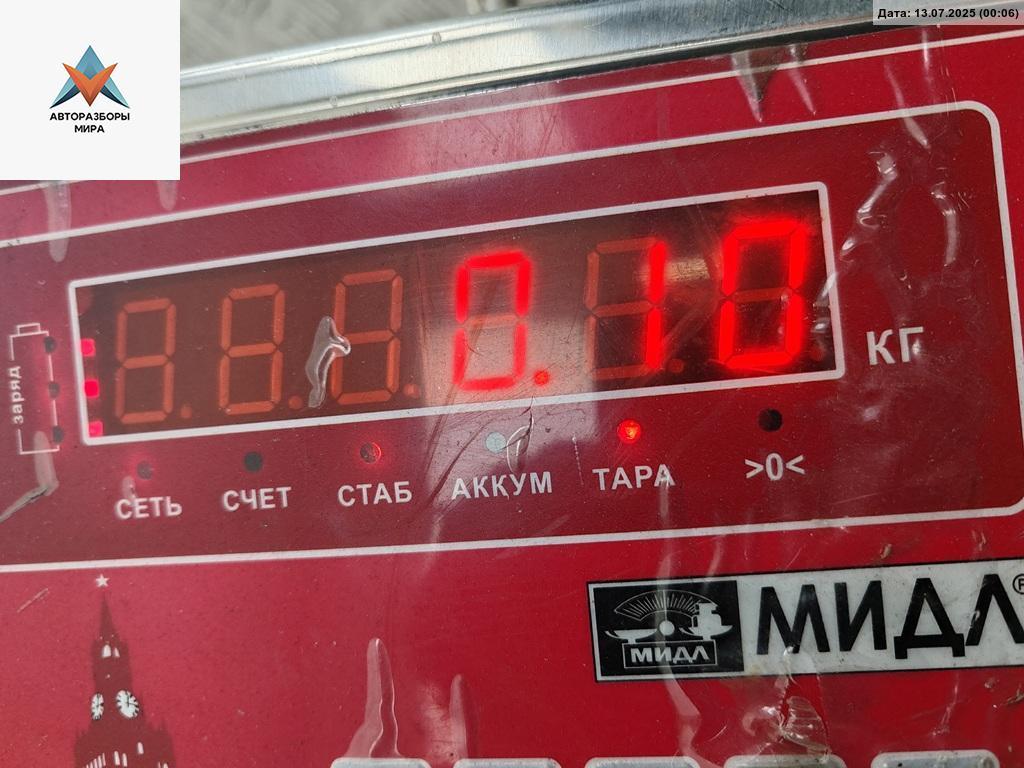 Дата: 13.07.2025 (00:06)
АВТОРАЗБОРЫ
МИРА
0.10
КГ
заряд
СЕТЬ СЧЕТ СТАБ АККУМ ТАРА >0<
МИДЛ МИДЛ®